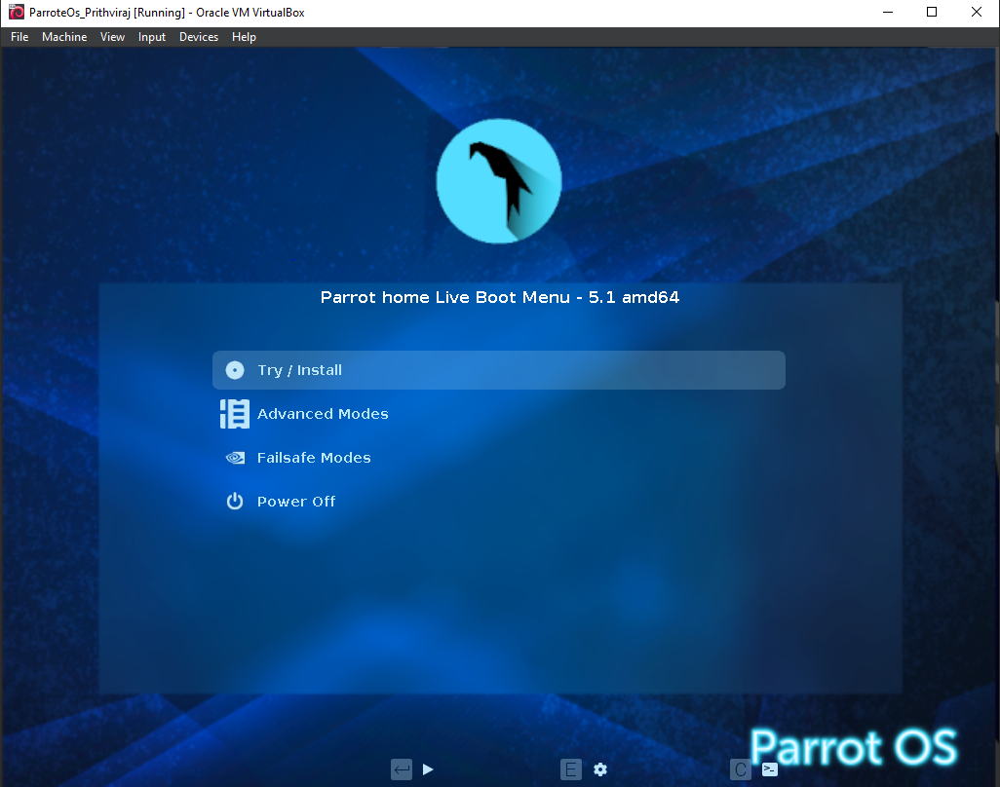 ParroteOs_Prithviraj [Running] - Oracle VM VirtualBox
File Machine View Input Devices Help
Parrot home Live Boot Menu - 5.1 amd64
Try / Install
Advanced Modes
Failsafe Modes
Power Off
Parrot OS
E
C